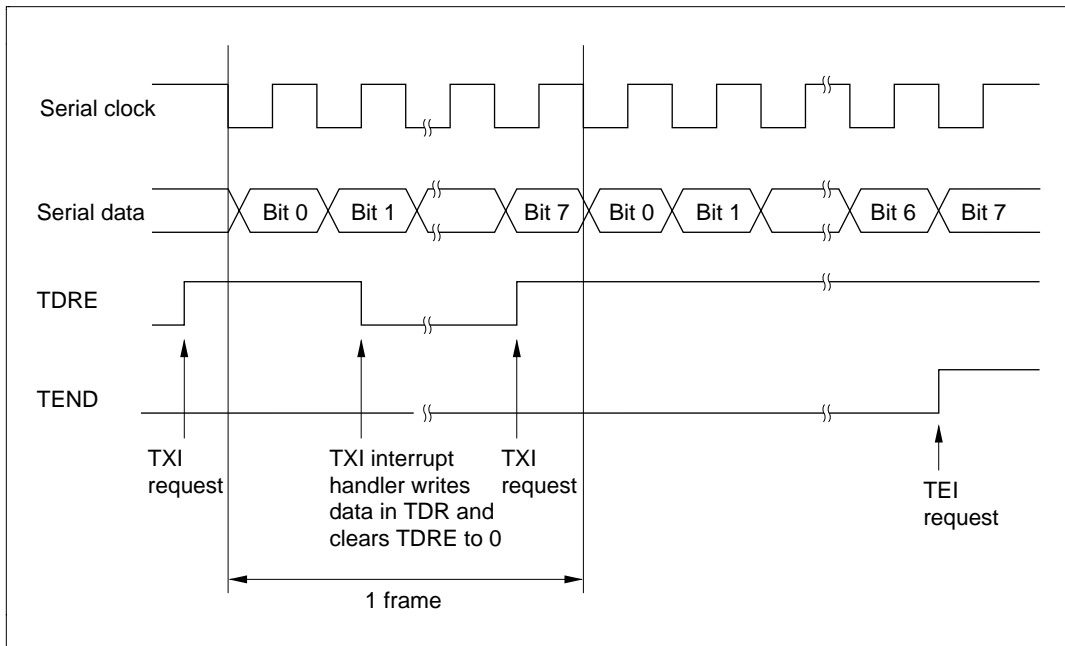 Serial clock
Serial data
Bit 0
Bit 1
Bit 7
Bit 0
Bit 1
Bit 6
Bit 7
TDRE
TEND
TXI
request
TXI interrupt
handler writes
data in TDR and
clears TDRE to 0
TXI
request
TEI
request
1 frame